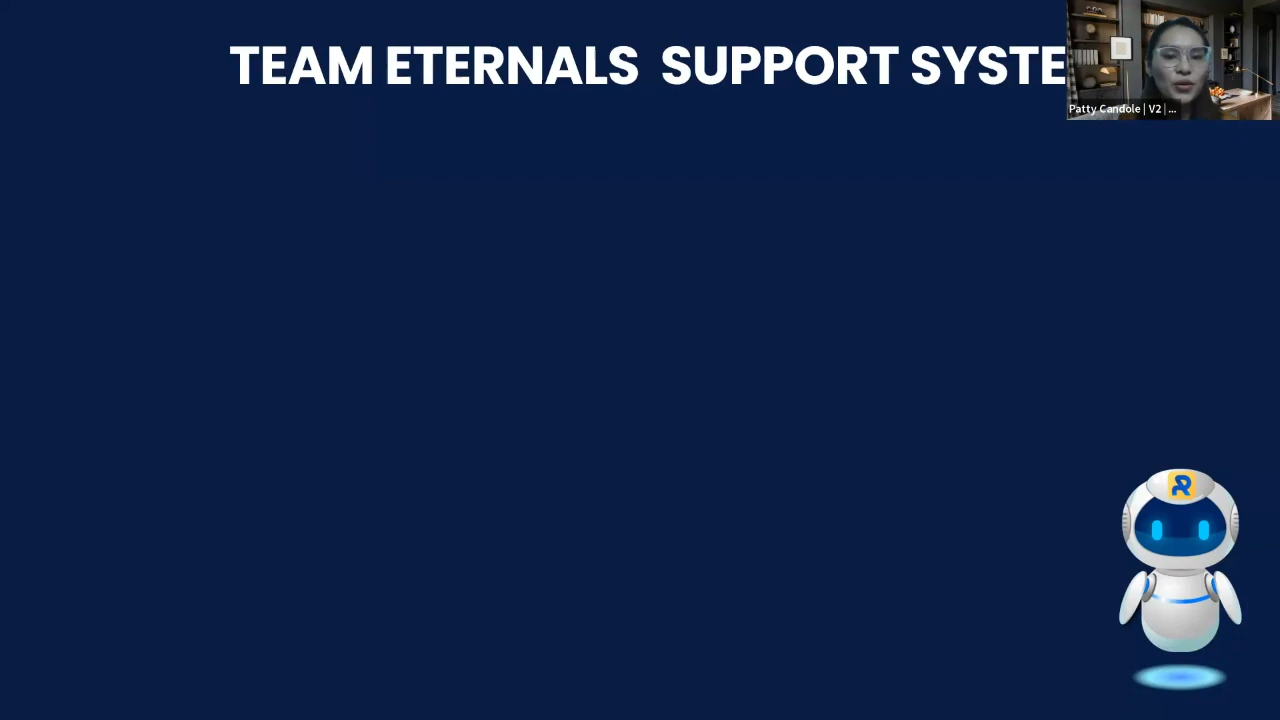 TEAM ETERNALS SUPPORT SYSTE
Patty Candole | V2 | ...
R